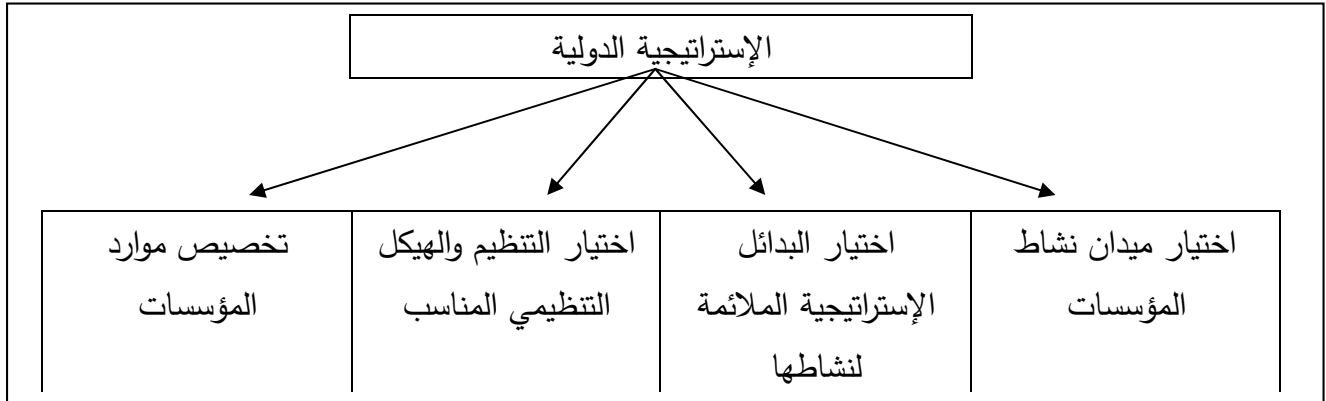 الإستراتيجية الدولية
اختيار ميدان نشاط
المؤسسات
اختيار البدائل
الإستراتيجية الملائمة
لنشاطها
اختيار التنظيم والهيكل
التنظيمي المناسب
تخصيص موارد
المؤسسات